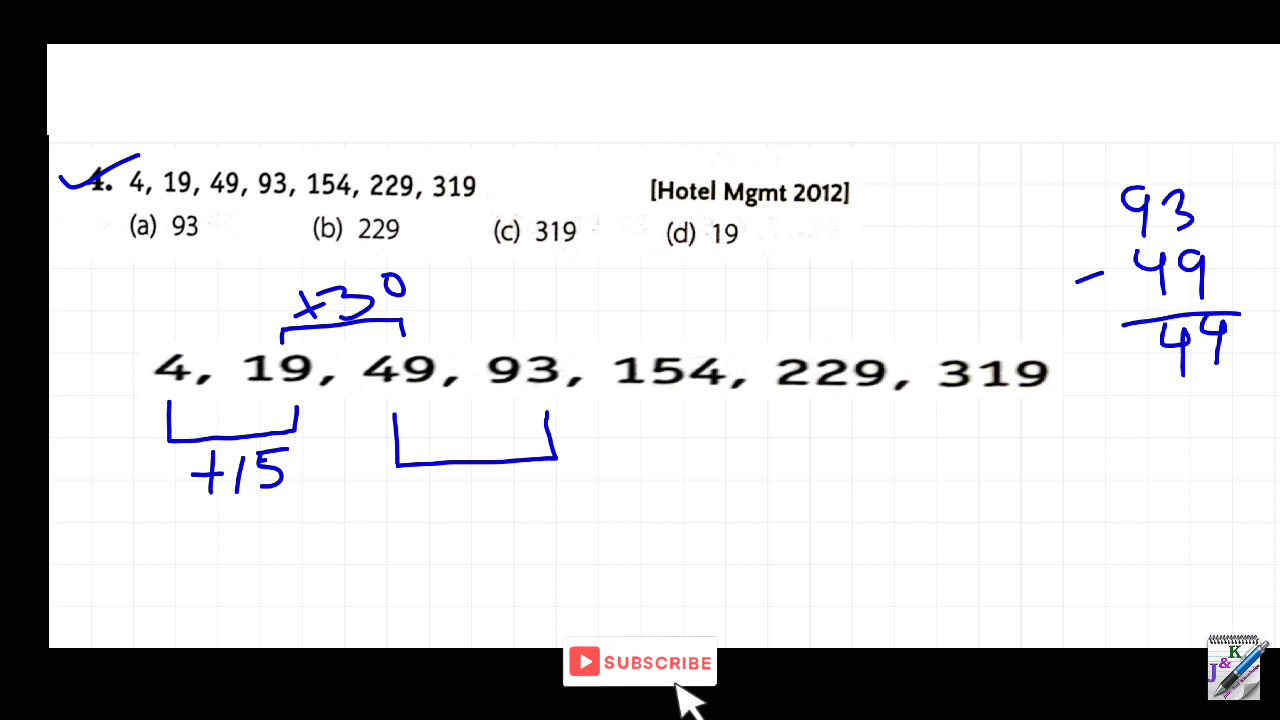 4. 4, 19, 49, 93, 154, 229, 319 [Hotel Mgmt 2012]
(a) 93 (b) 229 (c) 319 (d) 19
93
- 49
44
+30
4, 19, 49, 93, 154, 229, 319
+15
SUBSCRIBE
J&K